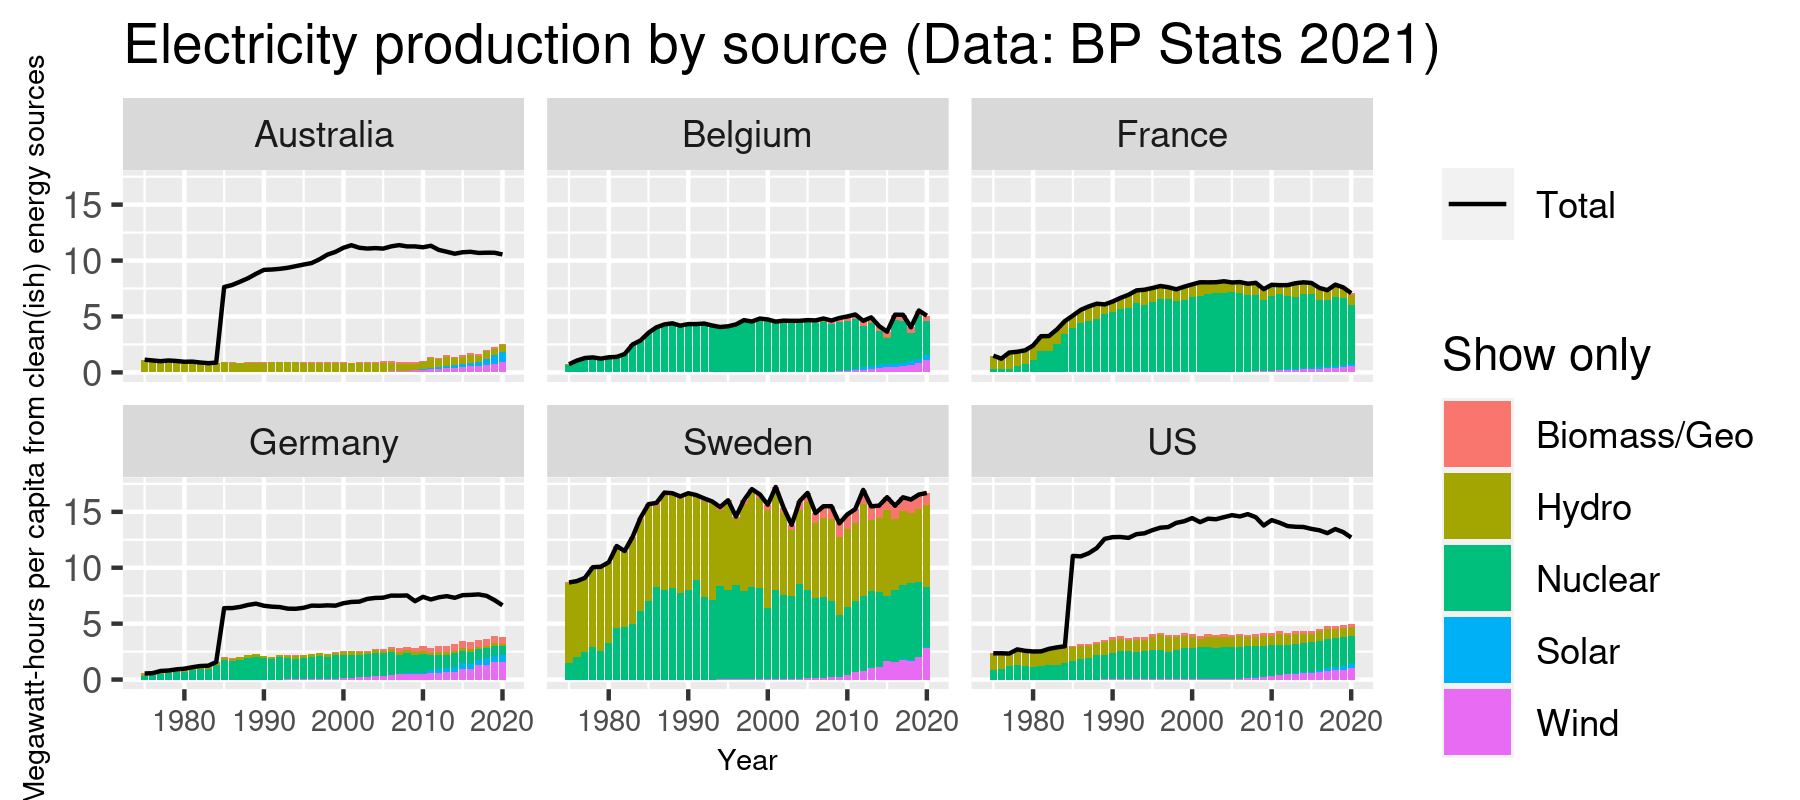 Electricity production by source (Data: BP Stats 2021)
Megawatt-hours per capita from clean(ish) energy sources
Australia
Belgium
France
15
10
5
0
Germany
Sweden
US
15
10
5
0
1980 1990 2000 2010 2020
1980 1990 2000 2010 2020
1980 1990 2000 2010 2020
Year
Total
Show only
Biomass/Geo
Hydro
Nuclear
Solar
Wind